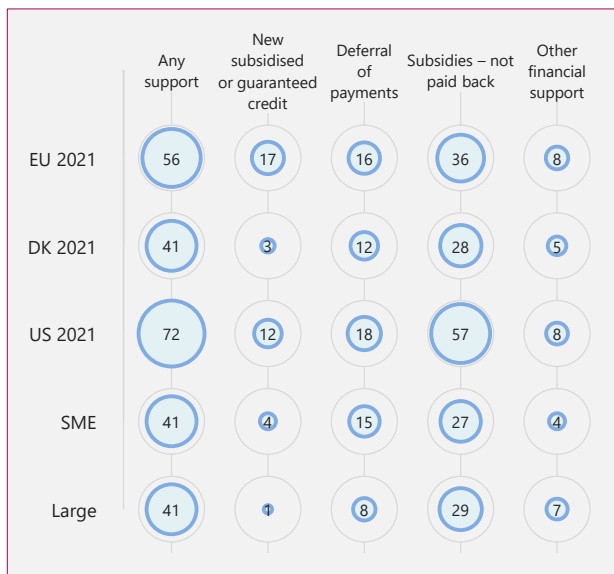 Any support
New subsidised or guaranteed credit
Deferral of payments
Subsidies – not paid back
Other financial support
EU 2021 56 17 16 36 8
DK 2021 41 3 12 28 5
US 2021 72 12 18 57 8
SME 41 4 15 27 4
Large 41 1 8 29 7